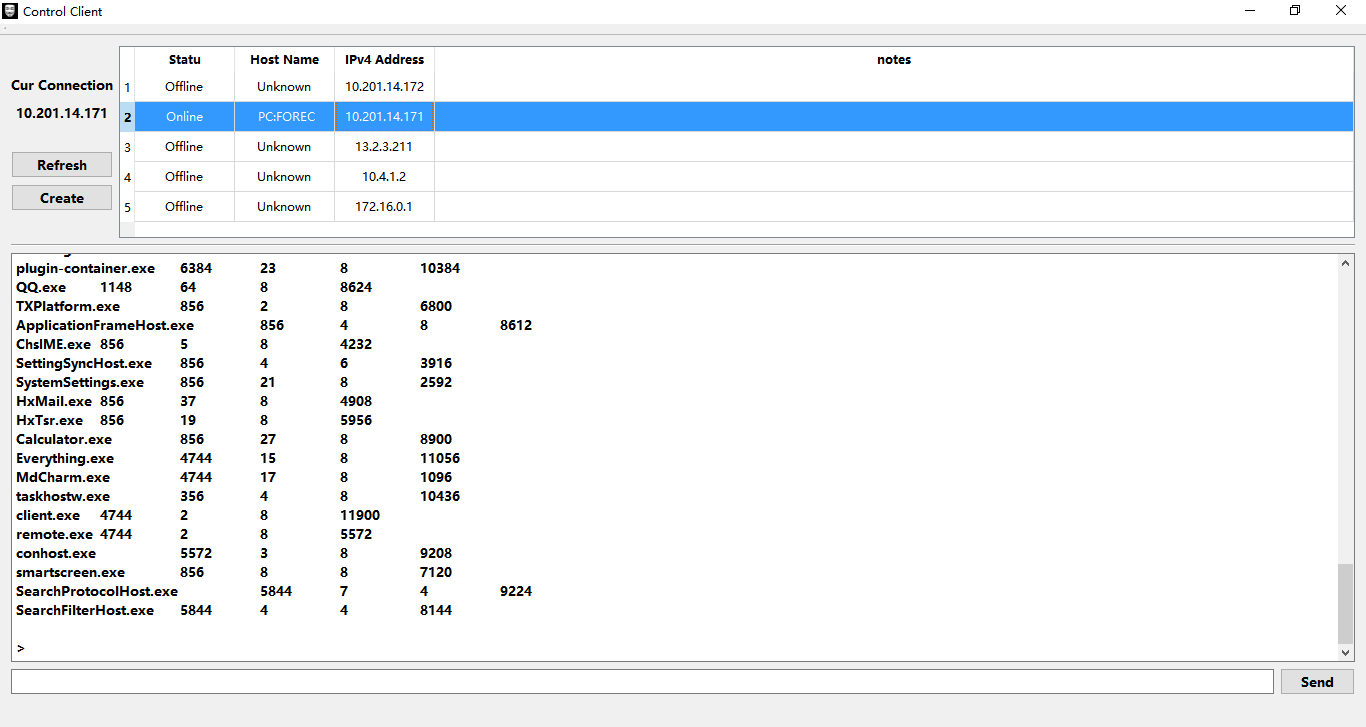 Control Client
Statu Host Name IPv4 Address notes
Cur Connection
10.201.14.171
Refresh
Create
1 Offline Unknown 10.201.14.172
2 Online PC:FOREC 10.201.14.171
3 Offline Unknown 13.2.3.211
4 Offline Unknown 10.4.1.2
5 Offline Unknown 172.16.0.1
plugin-container.exe 6384 23 8 10384
QQ.exe 1148 64 8 8624
TXPlatform.exe 856 2 8 6800
ApplicationFrameHost.exe 856 4 8 8612
ChsIME.exe 856 5 8 4232
SettingSyncHost.exe 856 4 6 3916
SystemSettings.exe 856 21 8 2592
HxMail.exe 856 37 8 4908
HxTsr.exe 856 19 8 5956
Calculator.exe 856 27 8 8900
Everything.exe 4744 15 8 11056
MdCharm.exe 4744 17 8 1096
taskhostw.exe 356 4 8 10436
client.exe 4744 2 8 11900
remote.exe 4744 2 8 5572
conhost.exe 5572 3 8 9208
smartscreen.exe 856 8 8 7120
SearchProtocolHost.exe 5844 7 4 9224
SearchFilterHost.exe 5844 4 4 8144
>
Send